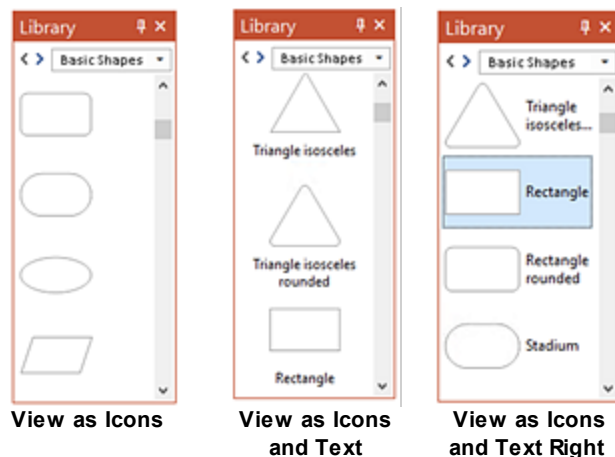 Library
Basic Shapes
View as Icons
Library
Basic Shapes
Triangle isosceles
Triangle isosceles
rounded
Rectangle
View as Icons
and Text
Library
Basic Shapes
Triangle
isosceles...
Rectangle
Rectangle
rounded
Stadium
View as Icons
and Text Right